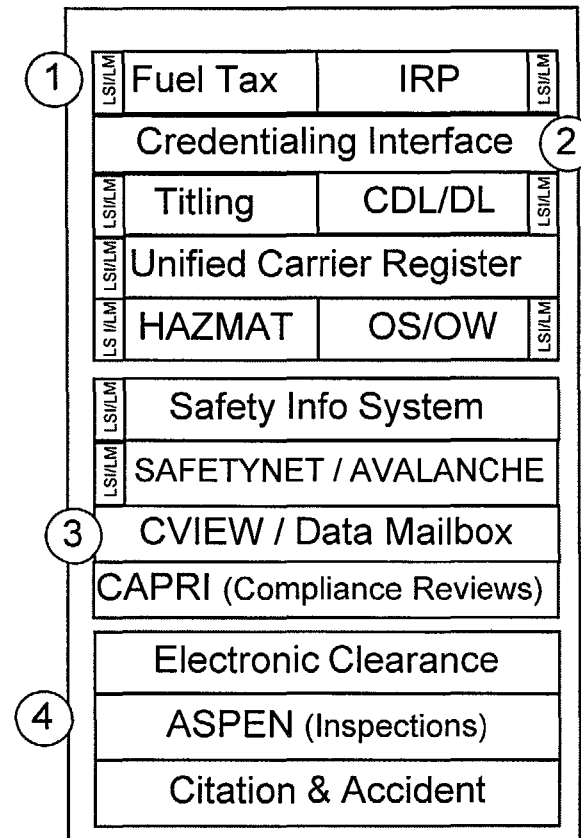 1 LSI/LM Fuel Tax IRP LSI/LM
Credentialing Interface 2
LSI/LM Titling CDL/DL LSI/LM
LSI/LM Unified Carrier Register
LS I/LM HAZMAT OS/OW LSI/LM
LSI/LM Safety Info System
LSI/LM SAFETYNET / AVALANCHE
3 CVIEW / Data Mailbox
CAPRI (Compliance Reviews)
Electronic Clearance
4 ASPEN (Inspections)
Citation & Accident